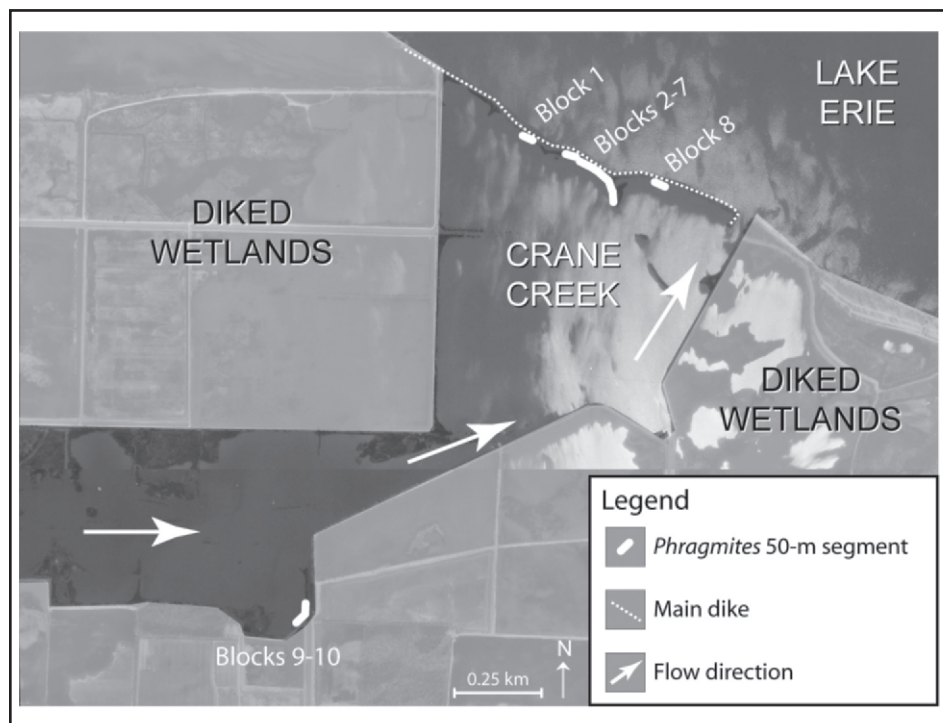 LAKE
ERIE
Block 1
Blocks 2-7
Block 8
DIKED
WETLANDS
CRANE
CREEK
DIKED
WETLANDS
Blocks 9-10
0.25 km
N
Legend
Phragmites 50-m segment
Main dike
Flow direction